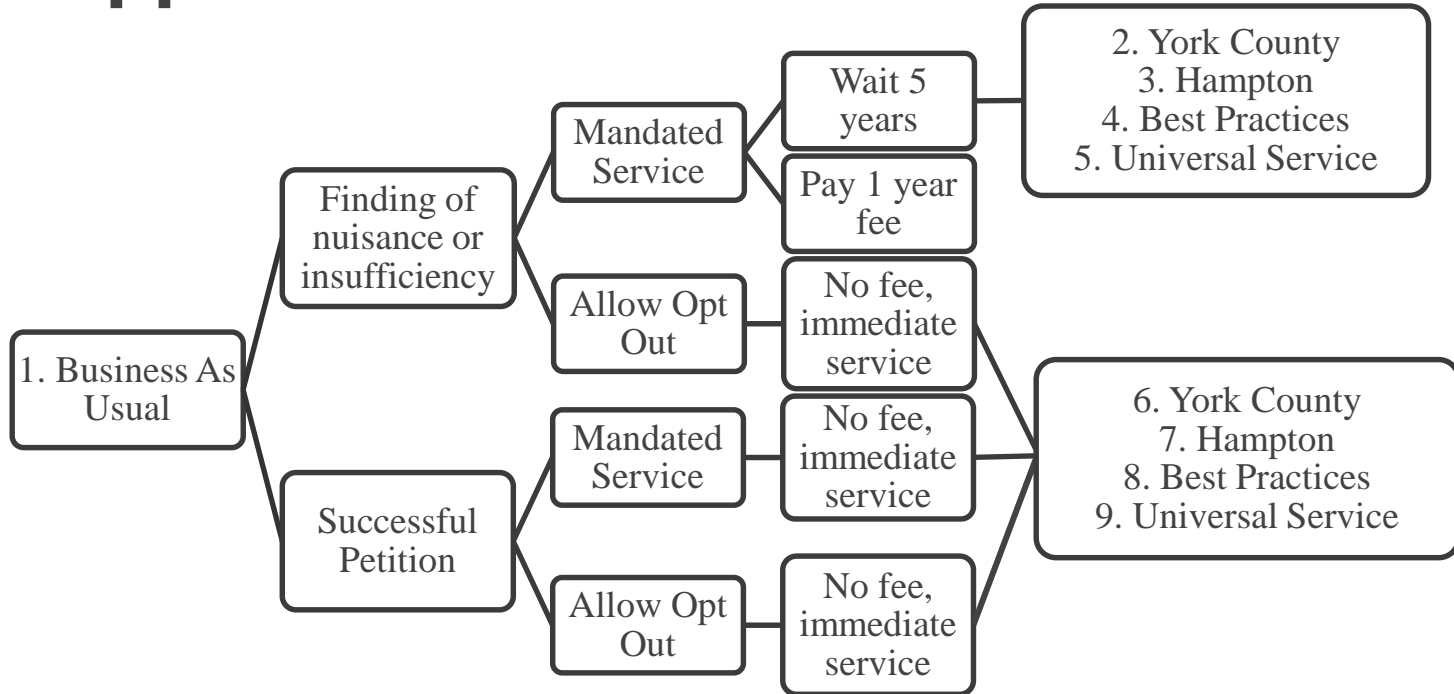 1. Business As
Usual
Finding of
nuisance or
insufficiency
Mandated
Service
Wait 5
years
2. York County
3. Hampton
4. Best Practices
5. Universal Service
Pay 1 year
fee
Allow Opt
Out
No fee,
immediate
service
Successful
Petition
Mandated
Service
No fee,
immediate
service
Allow Opt
Out
No fee,
immediate
service
6. York County
7. Hampton
8. Best Practices
9. Universal Service